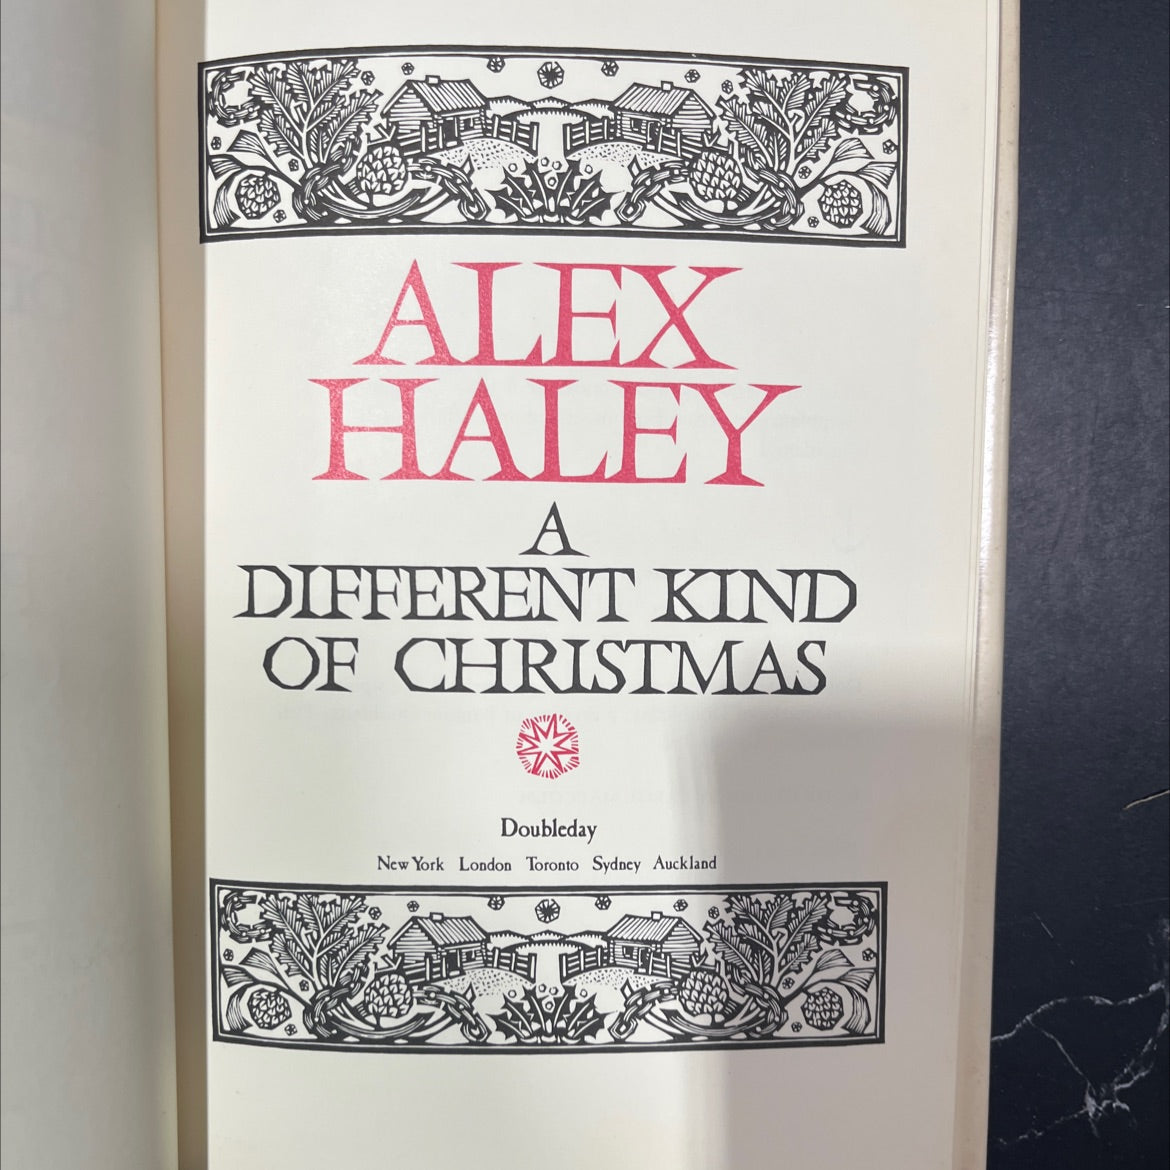 ALEX
HALEY
A
DIFFERENT KIND
OF CHRISTMAS
Doubleday
New York London Toronto Sydney Auckland